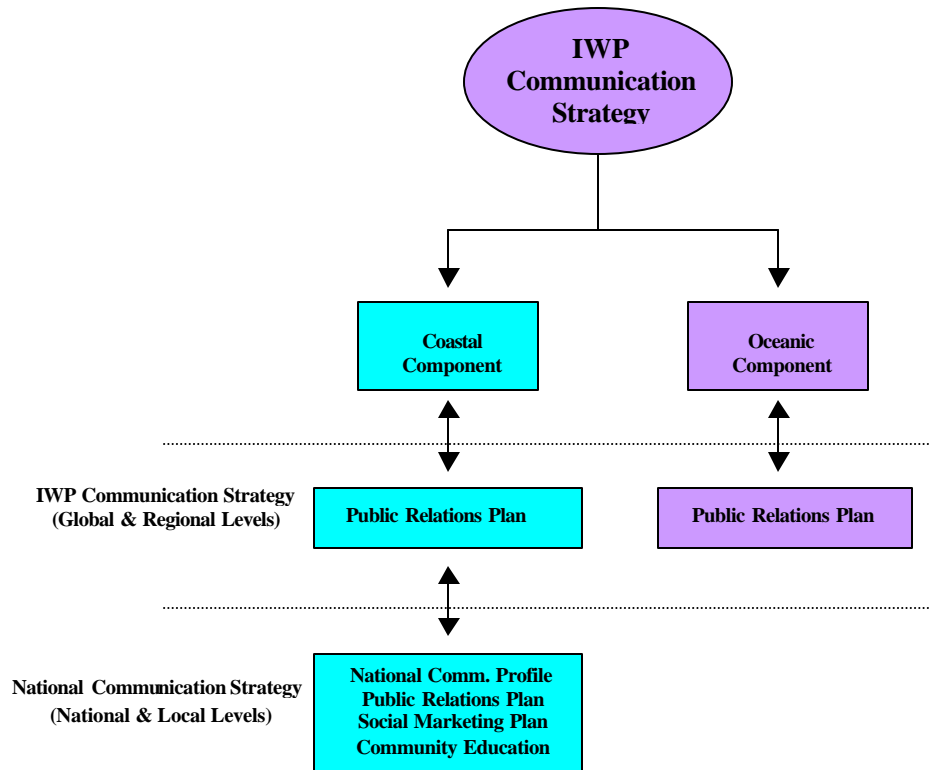 IWP
Communication
Strategy
Coastal
Component
Oceanic
Component
IWP Communication Strategy
(Global & Regional Levels)
Public Relations Plan
Public Relations Plan
National Communication Strategy
(National & Local Levels)
National Comm. Profile
Public Relations Plan
Social Marketing Plan
Community Education